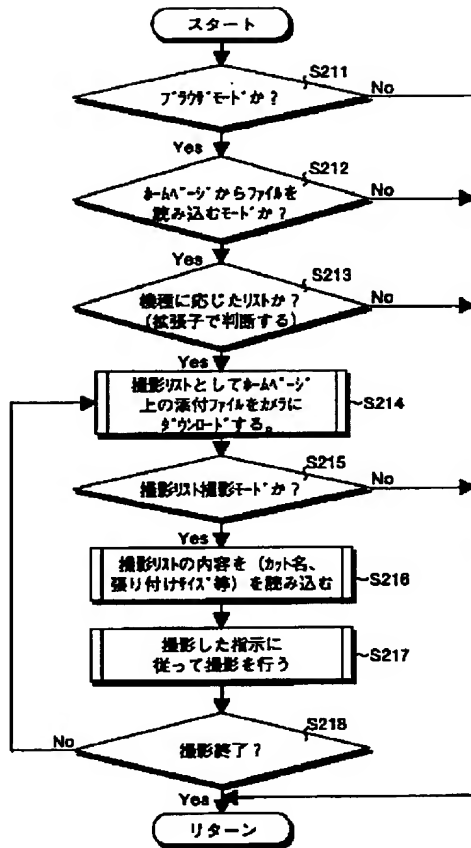 スタート
S211
ブラウザモードか?
No
Yes
S212
ホームページからファイルを
読み込むモードか?
No
Yes
S213
機種に応じたリストか?
(拡張子で判断する)
No
Yes
撮影リストとしてホームページ
上の添付ファイルをカメラに
ダウンロードする。
S214
S215
撮影リスト撮影モードか?
No
Yes
撮影リストの内容を(カット名、
張り付けサイズ等)を読み込む
S216
撮影した指示に
従って撮影を行う
S217
S218
No
撮影終了?
Yes
リターン